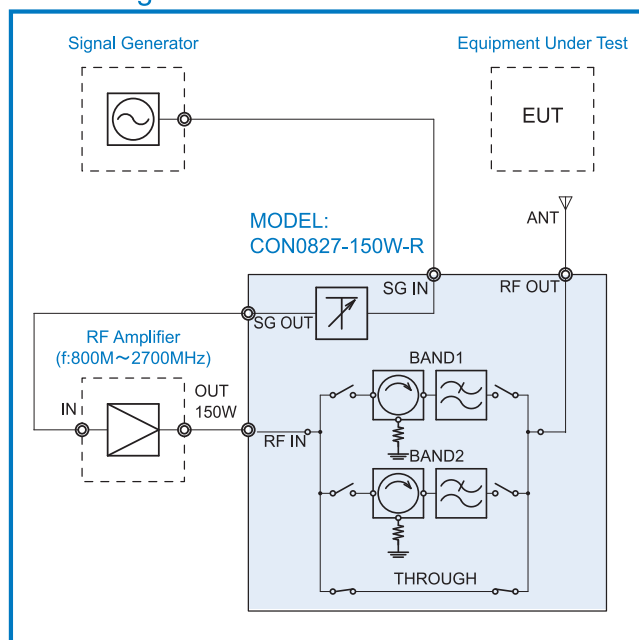 Signal Generator
Equipment Under Test
EUT
ANT
MODEL:
CON0827-150W-R
SG IN
RF OUT
SG OUT
RF Amplifier
(f:800M～2700MHz)
IN
OUT
150W
RF IN
BAND1
BAND2
THROUGH